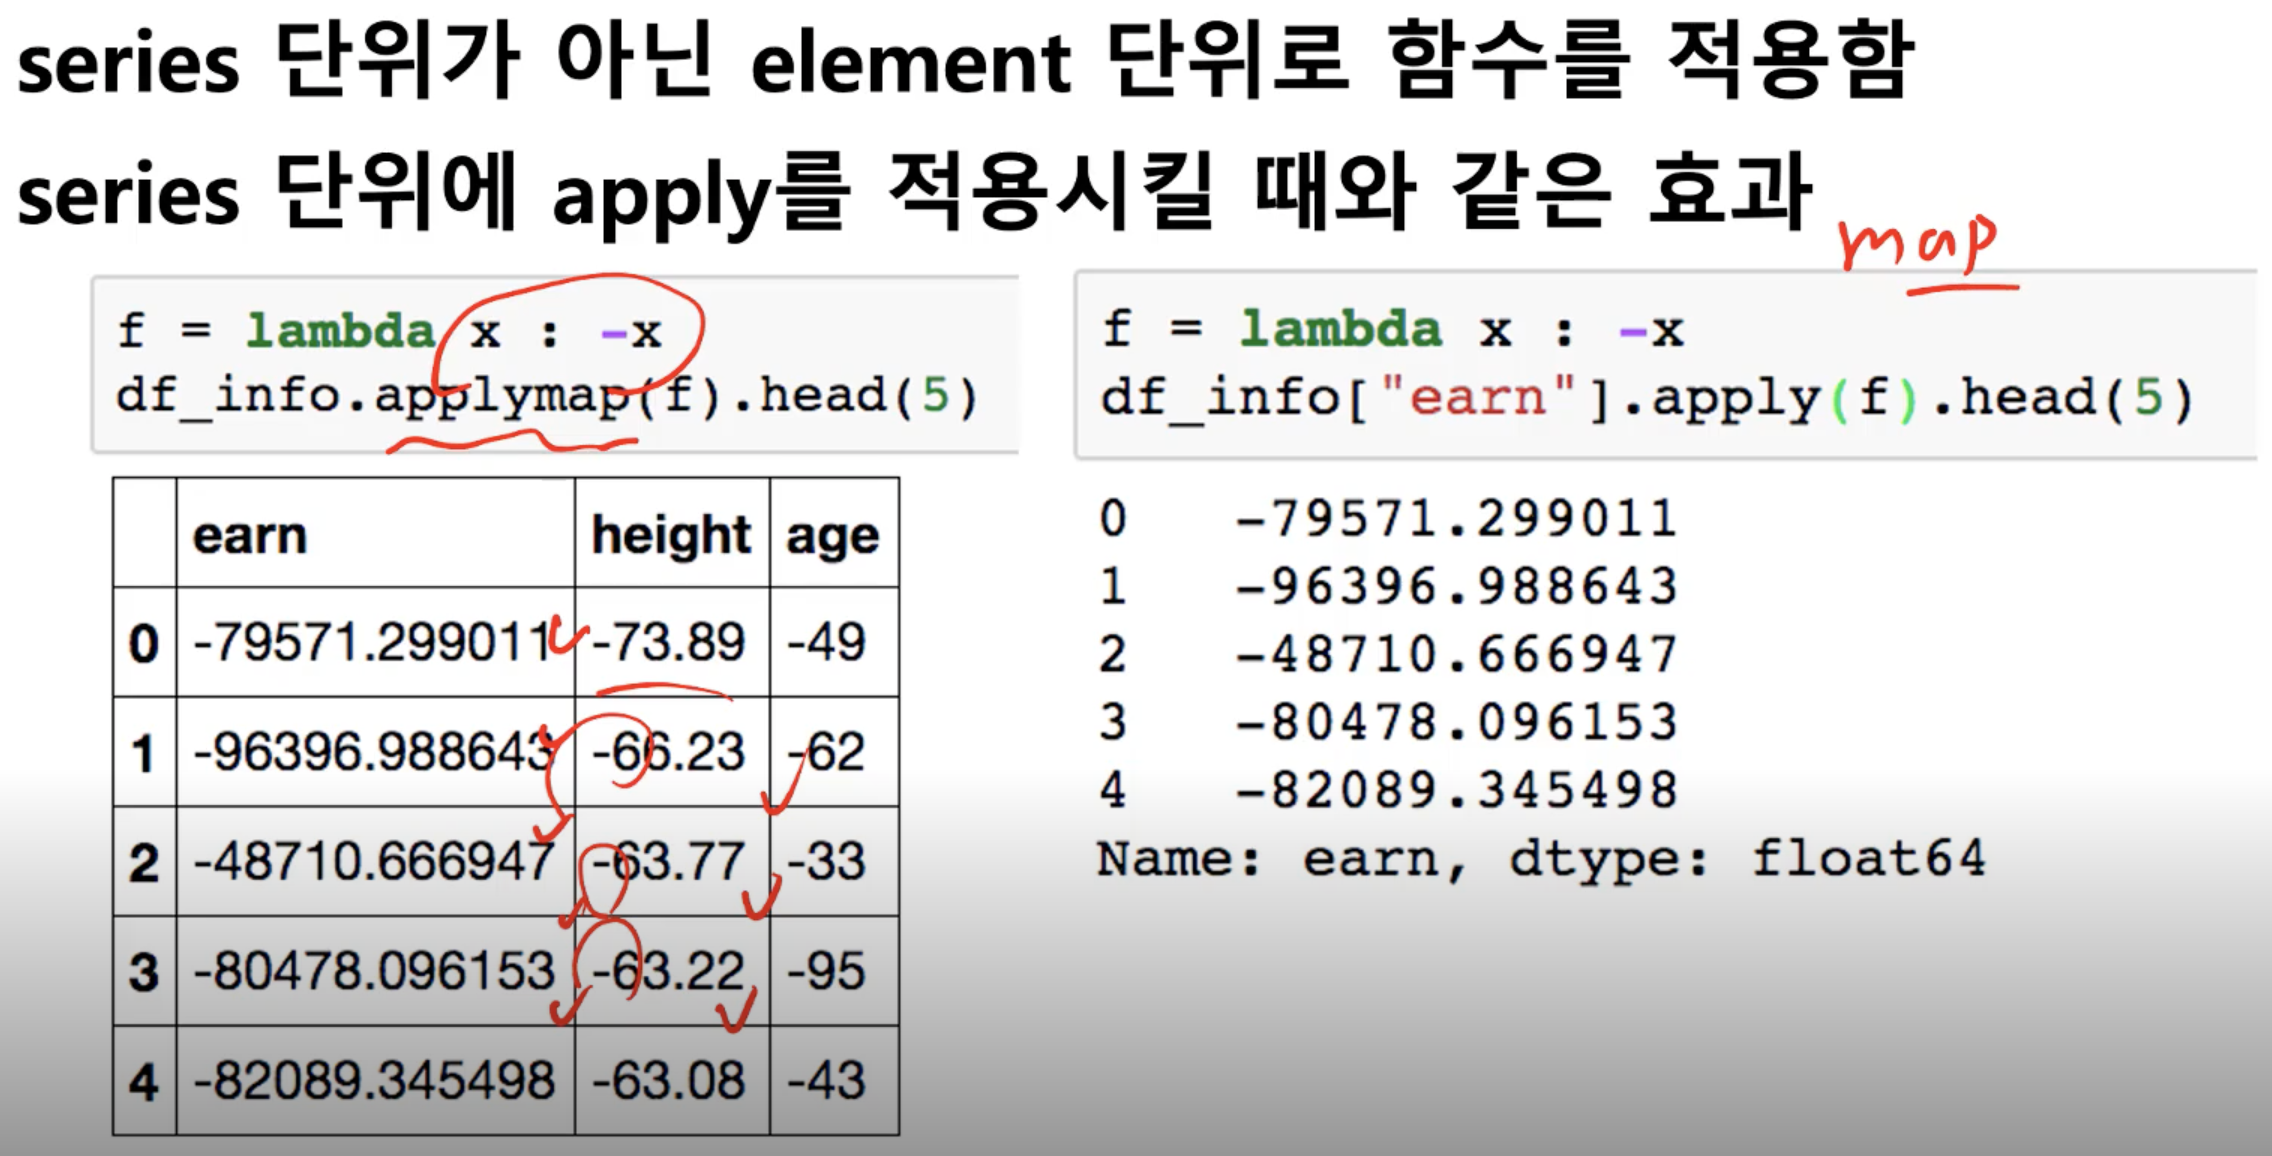 series 단위가 아닌 element 단위로 함수를 적용함
series 단위에 apply를 적용시킬 때와 같은 효과
map
f = lambda x : -x
df_info.applymap(f).head(5)
earn height age
0 -79571.299011 -73.89 -49
1 -96396.988643 -66.23 -62
2 -48710.666947 -63.77 -33
3 -80478.096153 -63.22 -95
4 -82089.345498 -63.08 -43
f = lambda x : -x
df_info["earn"].apply(f).head(5)
0 -79571.299011
1 -96396.988643
2 -48710.666947
3 -80478.096153
4 -82089.345498
Name: earn, dtype: float64